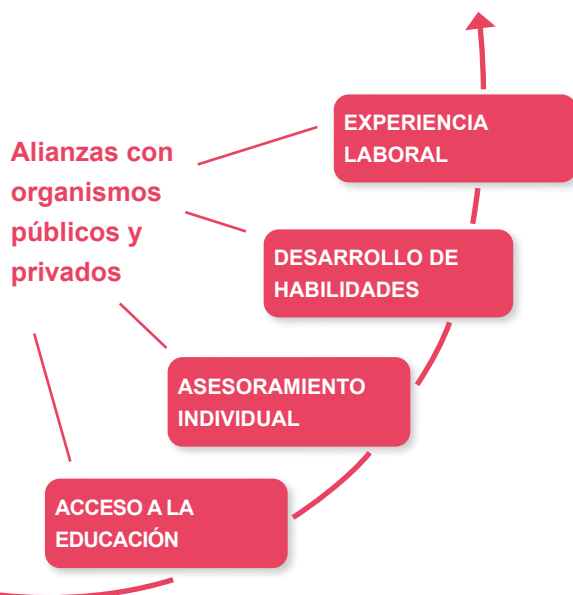 EXPERIENCIA
LABORAL
Alianzas con
organismos
públicos y
privados
DESARROLLO DE
HABILIDADES
ASESORAMIENTO
INDIVIDUAL
ACCESO A LA
EDUCACIÓN